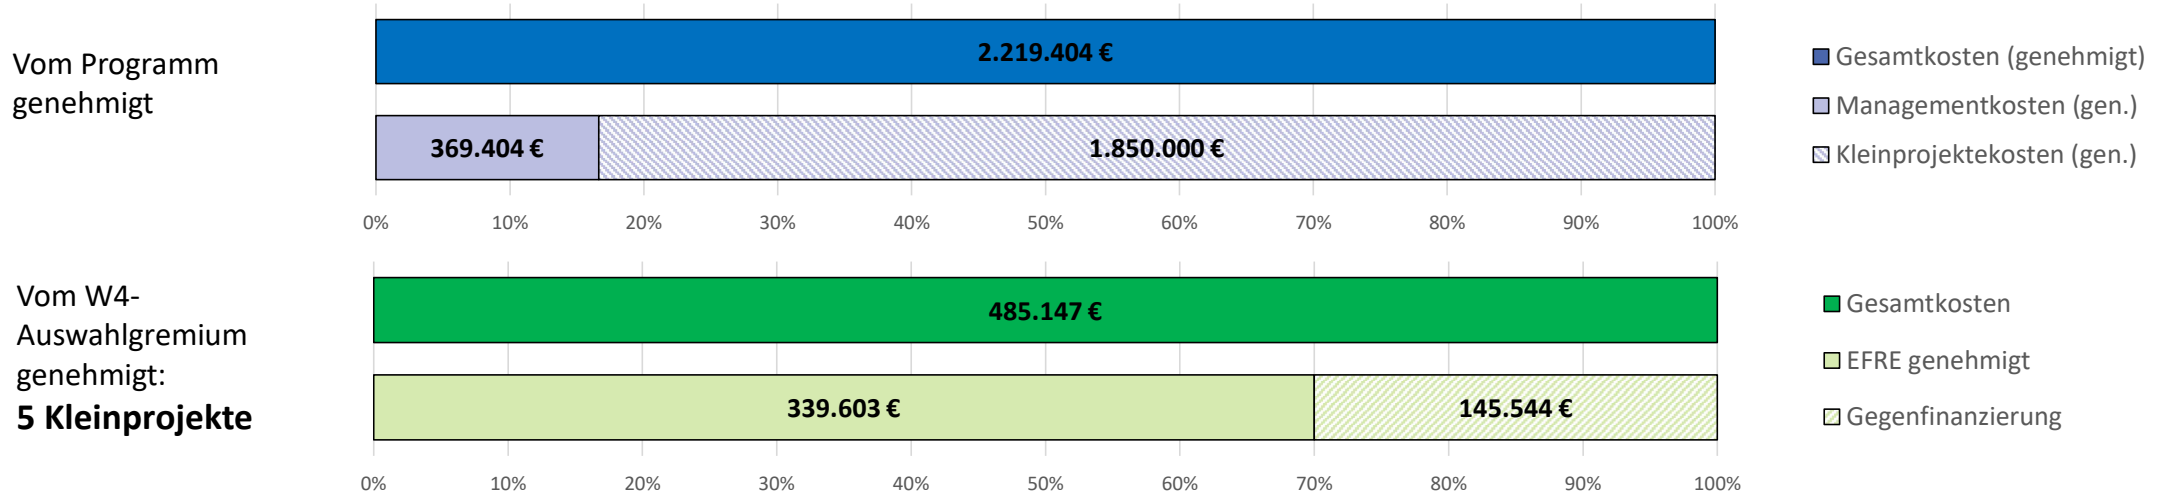 Vom Programm
genehmigt
2.219.404 €
369.404 €
1.850.000 €
0% 10% 20% 30% 40% 50% 60% 70% 80% 90% 100%
Gesamtkosten (genehmigt)
Managementkosten (gen.)
Kleinprojektekosten (gen.)
Vom W4-
Auswahlgremium
genehmigt:
5 Kleinprojekte
485.147 €
339.603 €
145.544 €
0% 10% 20% 30% 40% 50% 60% 70% 80% 90% 100%
Gesamtkosten
EFRE genehmigt
Gegenfinanzierung